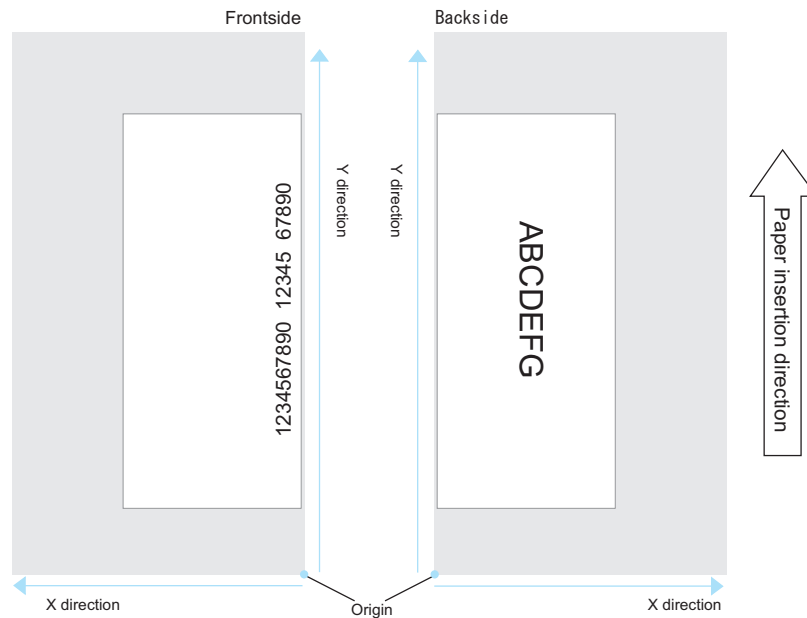 Frontside
Backside
Y direction
Y direction
1234567890 12345 67890
ABCDEFG
Paper insertion direction
X direction
Origin
X direction